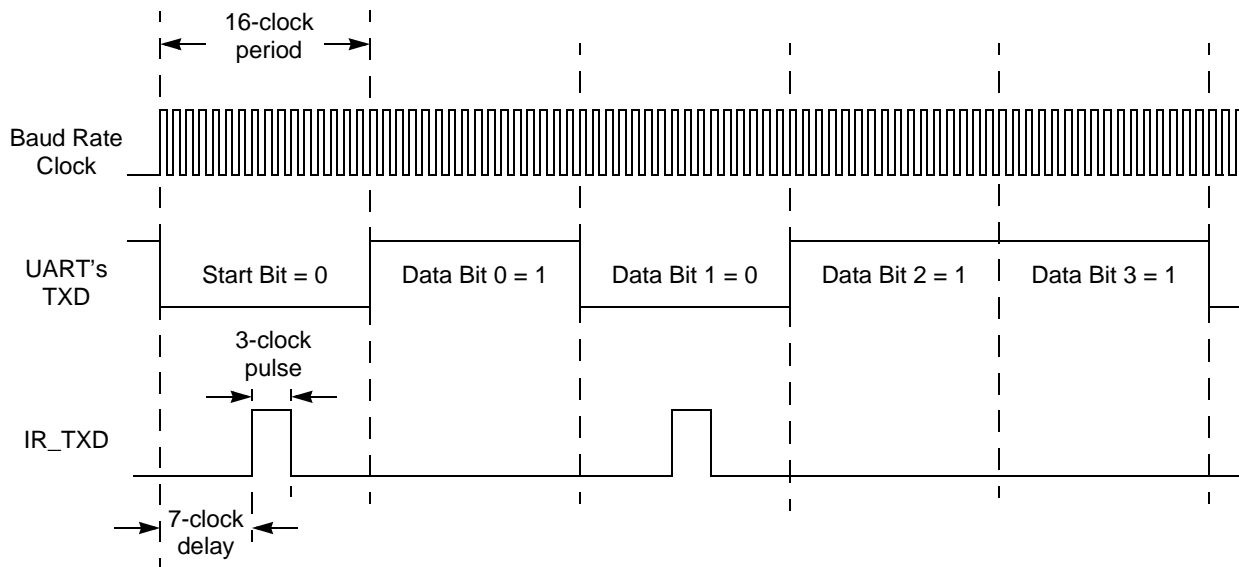 16-clock
period
Baud Rate
Clock
UART's
TXD
Start Bit = 0
Data Bit 0 = 1
Data Bit 1 = 0
Data Bit 2 = 1
Data Bit 3 = 1
3-clock
pulse
IR_TXD
7-clock
delay